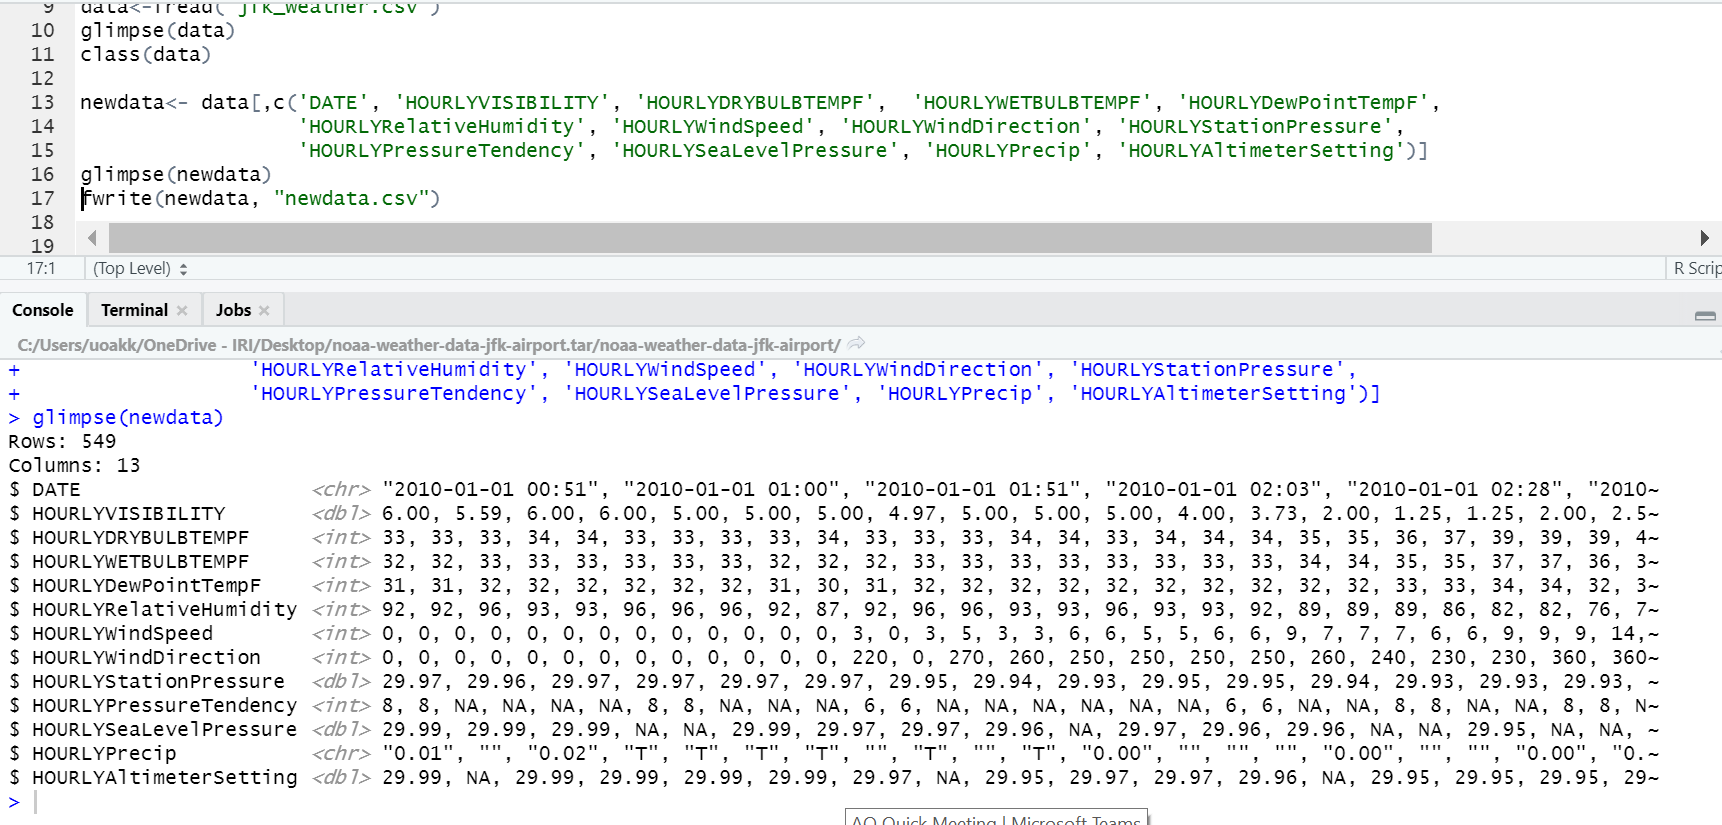 9 data<-fread("jfk_weather.csv")
10 glimpse(data)
11 class(data)
12
13 newdata<- data[,c('DATE', 'HOURLYVISIBILITY', 'HOURLYDRYBULBTEMPF',  'HOURLYWETBULBTEMPF', 'HOURLYDewPointTempF',
14 'HOURLYRelativeHumidity', 'HOURLYWindSpeed', 'HOURLYWindDirection', 'HOURLYStationPressure',
15 'HOURLYPressureTendency', 'HOURLYSeaLevelPressure', 'HOURLYPrecip', 'HOURLYAltimeterSetting')]
16 glimpse(newdata)
17 fwrite(newdata, "newdata.csv")
18
19
17:1 (Top Level) R Scrip
Console Terminal Jobs
C:/Users/uoakk/OneDrive - IRI/Desktop/noaa-weather-data-jfk-airport.tar/noaa-weather-data-jfk-airport/
+ 'HOURLYRelativeHumidity', 'HOURLYWindSpeed', 'HOURLYWindDirection', 'HOURLYStationPressure',
+ 'HOURLYPressureTendency', 'HOURLYSeaLevelPressure', 'HOURLYPrecip', 'HOURLYAltimeterSetting')]
> glimpse(newdata)
Rows: 549
Columns: 13
$ DATE <chr> "2010-01-01 00:51", "2010-01-01 01:00", "2010-01-01 01:51", "2010-01-01 02:03", "2010-01-01 02:28", "2010~
$ HOURLYVISIBILITY <dbl> 6.00, 5.59, 6.00, 6.00, 5.00, 5.00, 5.00, 4.97, 5.00, 5.00, 5.00, 4.00, 3.73, 2.00, 1.25, 1.25, 2.00, 2.5~
$ HOURLYDRYBULBTEMPF <int> 33, 33, 33, 34, 34, 33, 33, 33, 33, 34, 33, 33, 33, 34, 34, 33, 34, 34, 34, 35, 35, 36, 37, 39, 39, 39, 4~
$ HOURLYWETBULBTEMPF <int> 32, 32, 33, 33, 33, 33, 33, 33, 32, 32, 32, 33, 33, 33, 33, 33, 33, 33, 33, 34, 34, 35, 35, 37, 37, 36, 3~
$ HOURLYDewPointTempF <int> 31, 31, 32, 32, 32, 32, 32, 32, 31, 30, 31, 32, 32, 32, 32, 32, 32, 32, 32, 32, 32, 33, 33, 34, 34, 32, 3~
$ HOURLYRelativeHumidity <int> 92, 92, 96, 93, 93, 96, 96, 96, 92, 87, 92, 96, 96, 93, 93, 96, 93, 93, 92, 89, 89, 89, 86, 82, 82, 76, 7~
$ HOURLYWindSpeed <int> 0, 0, 0, 0, 0, 0, 0, 0, 0, 0, 0, 0, 0, 3, 0, 3, 5, 3, 3, 6, 6, 5, 5, 6, 6, 9, 7, 7, 7, 6, 6, 9, 9, 9, 14,~
$ HOURLYWindDirection <int> 0, 0, 0, 0, 0, 0, 0, 0, 0, 0, 0, 0, 0, 220, 0, 270, 260, 250, 250, 250, 250, 260, 240, 230, 230, 360, 360~
$ HOURLYStationPressure <dbl> 29.97, 29.96, 29.97, 29.97, 29.97, 29.97, 29.95, 29.94, 29.93, 29.95, 29.95, 29.94, 29.93, 29.93, 29.93, ~
$ HOURLYPressureTendency <int> 8, 8, NA, NA, NA, NA, 8, 8, NA, NA, NA, 6, 6, NA, NA, NA, NA, NA, NA, 6, 6, NA, NA, 8, 8, NA, NA, 8, 8, N~
$ HOURLYSeaLevelPressure <dbl> 29.99, 29.99, 29.99, NA, NA, 29.99, 29.97, 29.97, 29.96, NA, 29.97, 29.96, 29.96, NA, NA, 29.95, NA, NA, ~
$ HOURLYPrecip <chr> "0.01", "", "0.02", "T", "T", "T", "T", "", "T", "", "T", "0.00", "", "", "", "0.00", "", "", "0.00", "0.~
$ HOURLYAltimeterSetting <dbl> 29.99, NA, 29.99, 29.99, 29.99, 29.99, 29.97, NA, 29.95, 29.97, 29.97, 29.96, NA, 29.95, 29.95, 29.95, 29~
>
AO Quick Meeting | Microsoft Teams